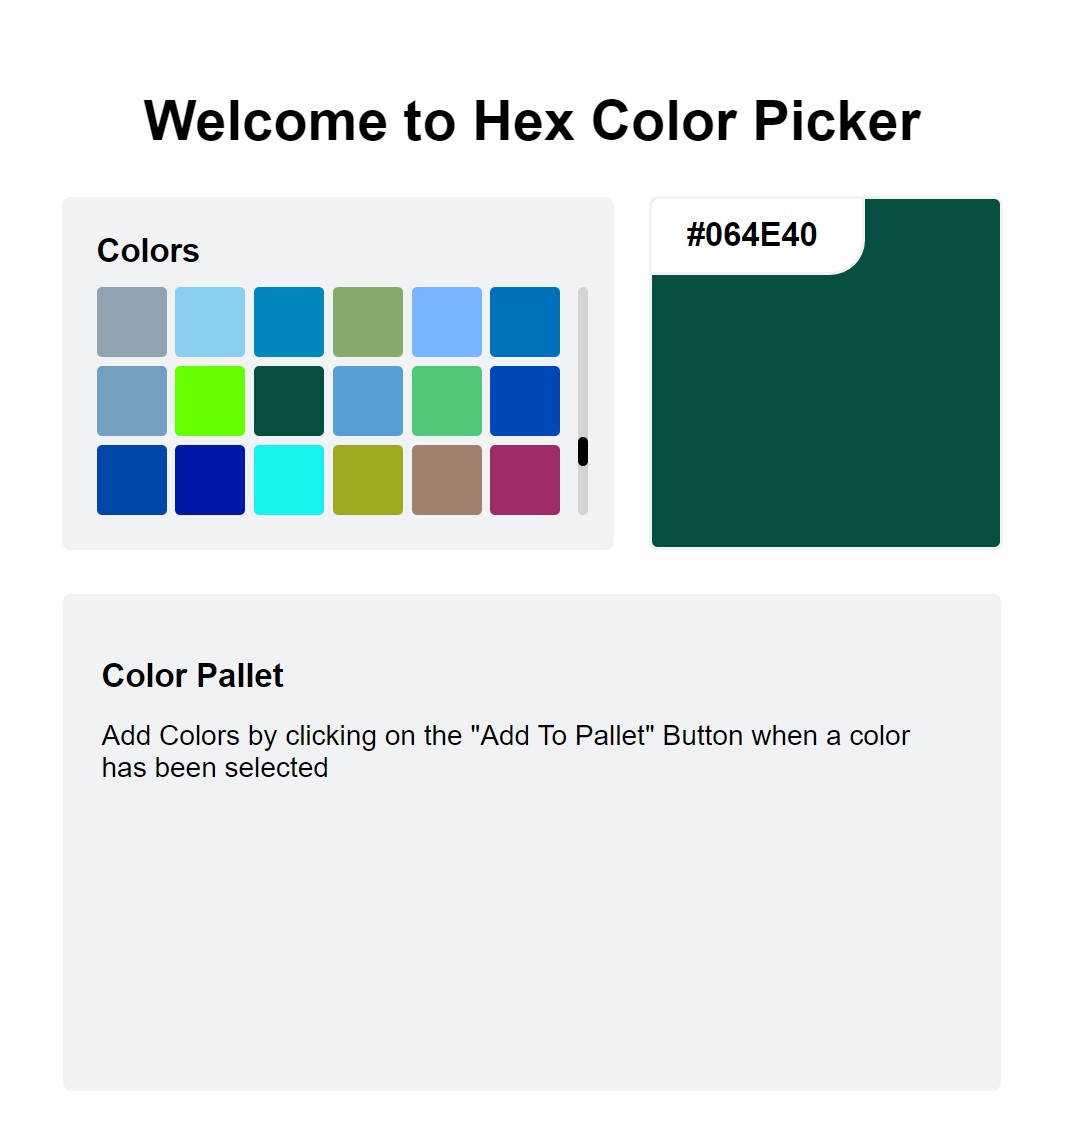 Welcome to Hex Color Picker
Colors
#064E40
Color Pallet
Add Colors by clicking on the "Add To Pallet" Button when a color
has been selected